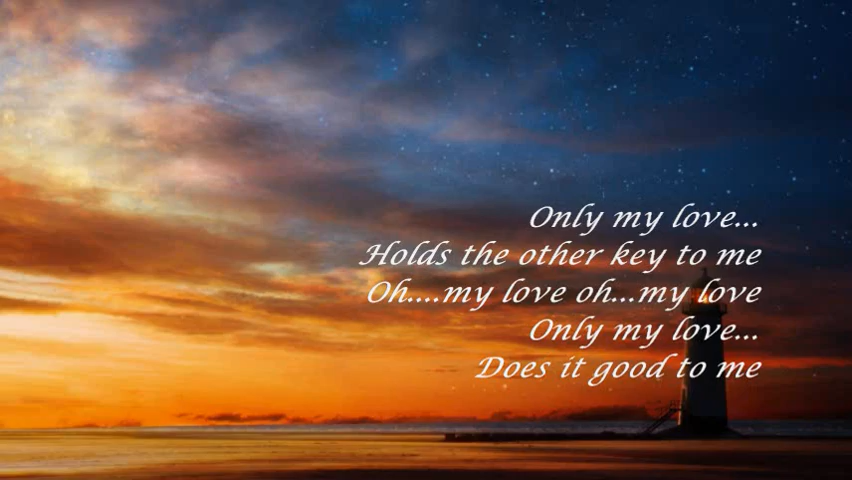 Only my love...
Holds the other key to me
Oh....my love oh...my love
Only my love...
Does it good to me